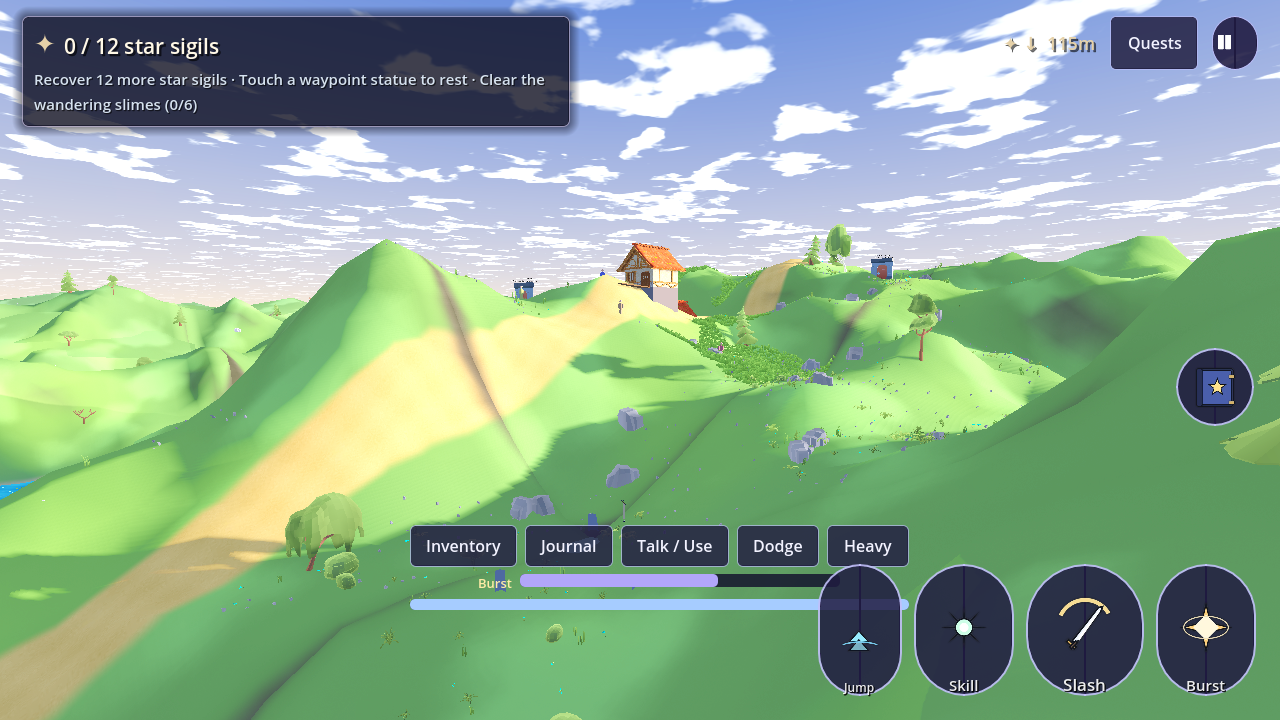 0 / 12 star sigils
Recover 12 more star sigils · Touch a waypoint statue to rest · Clear the
wandering slimes (0/6)
↓ 115m
Quests
Inventory
Journal
Talk / Use
Dodge
Heavy
Burst
Jump
Skill
Slash
Burst